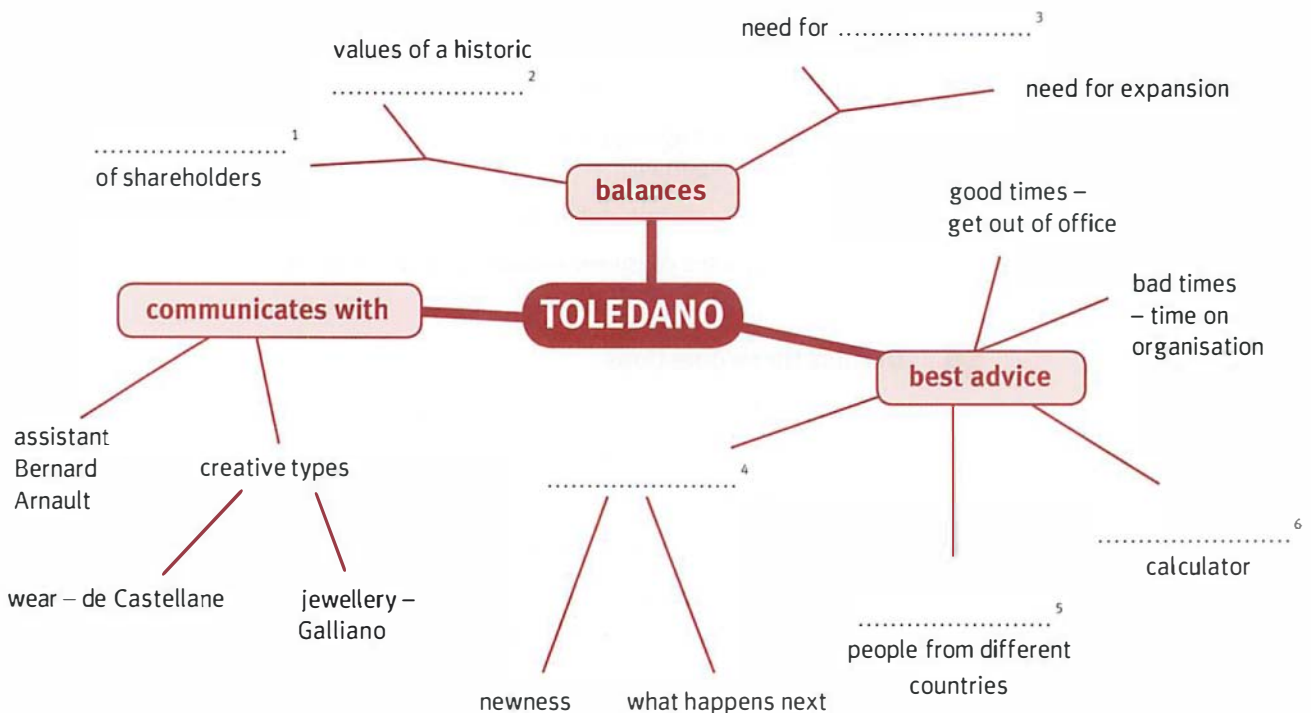 need for ........................ 3
values of a historic
........................ 2
need for expansion
........................ 1
of shareholders
balances
good times –
get out of office
bad times
– time on
organisation
communicates with
TOLEDANO
best advice
assistant
Bernard
Arnault
creative types
........................ 4
........................ 6
calculator
wear – de Castellane
jewellery –
Galliano
........................ 5
people from different
countries
newness
what happens next